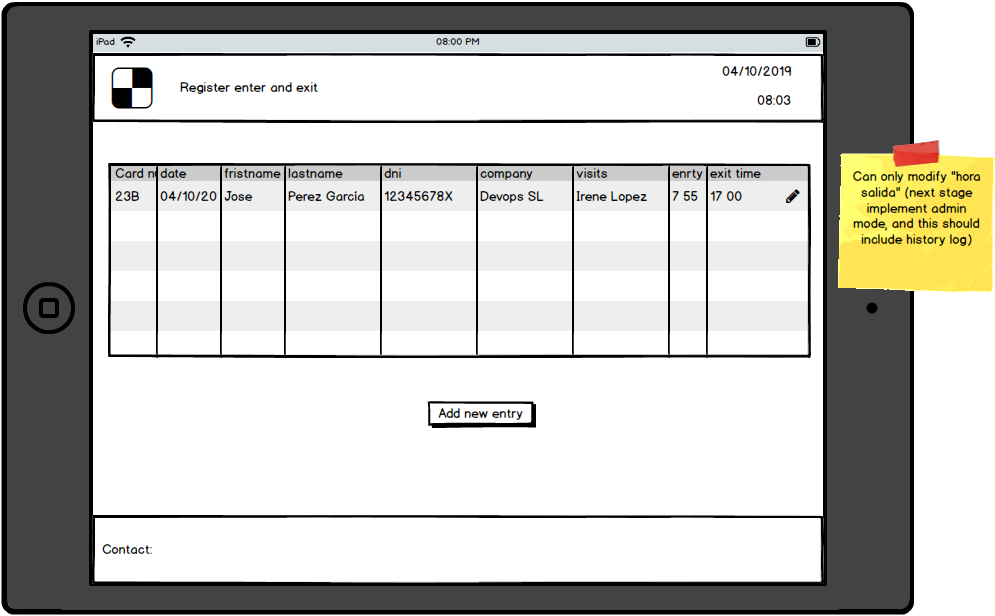 iPad 08:00 PM
Register enter and exit
04/10/2019
08:03
Card nu date fristname lastname dni company visits enrty exit time
23B 04/10/20 Jose Perez García 12345678X Devops SL Irene Lopez 7 55 17 00
Add new entry
Contact:
Can only modify "hora
salida" (next stage
implement admin
mode, and this should
include history log)